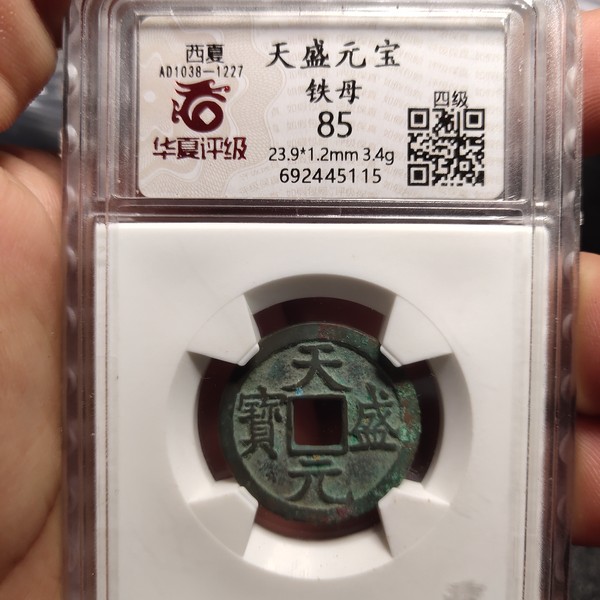 西夏
AD1038-1227
华夏评级
天盛元宝
铁母
85
23.9*1.2mm 3.4g
692445115
四级
天盛元寶